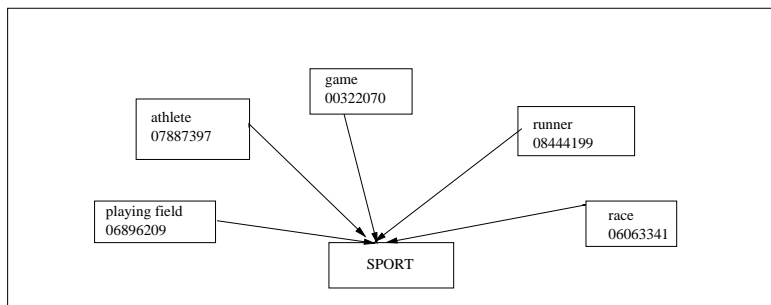 game
00322070
athlete
07887397
runner
08444199
playing field
06896209
race
06063341
SPORT